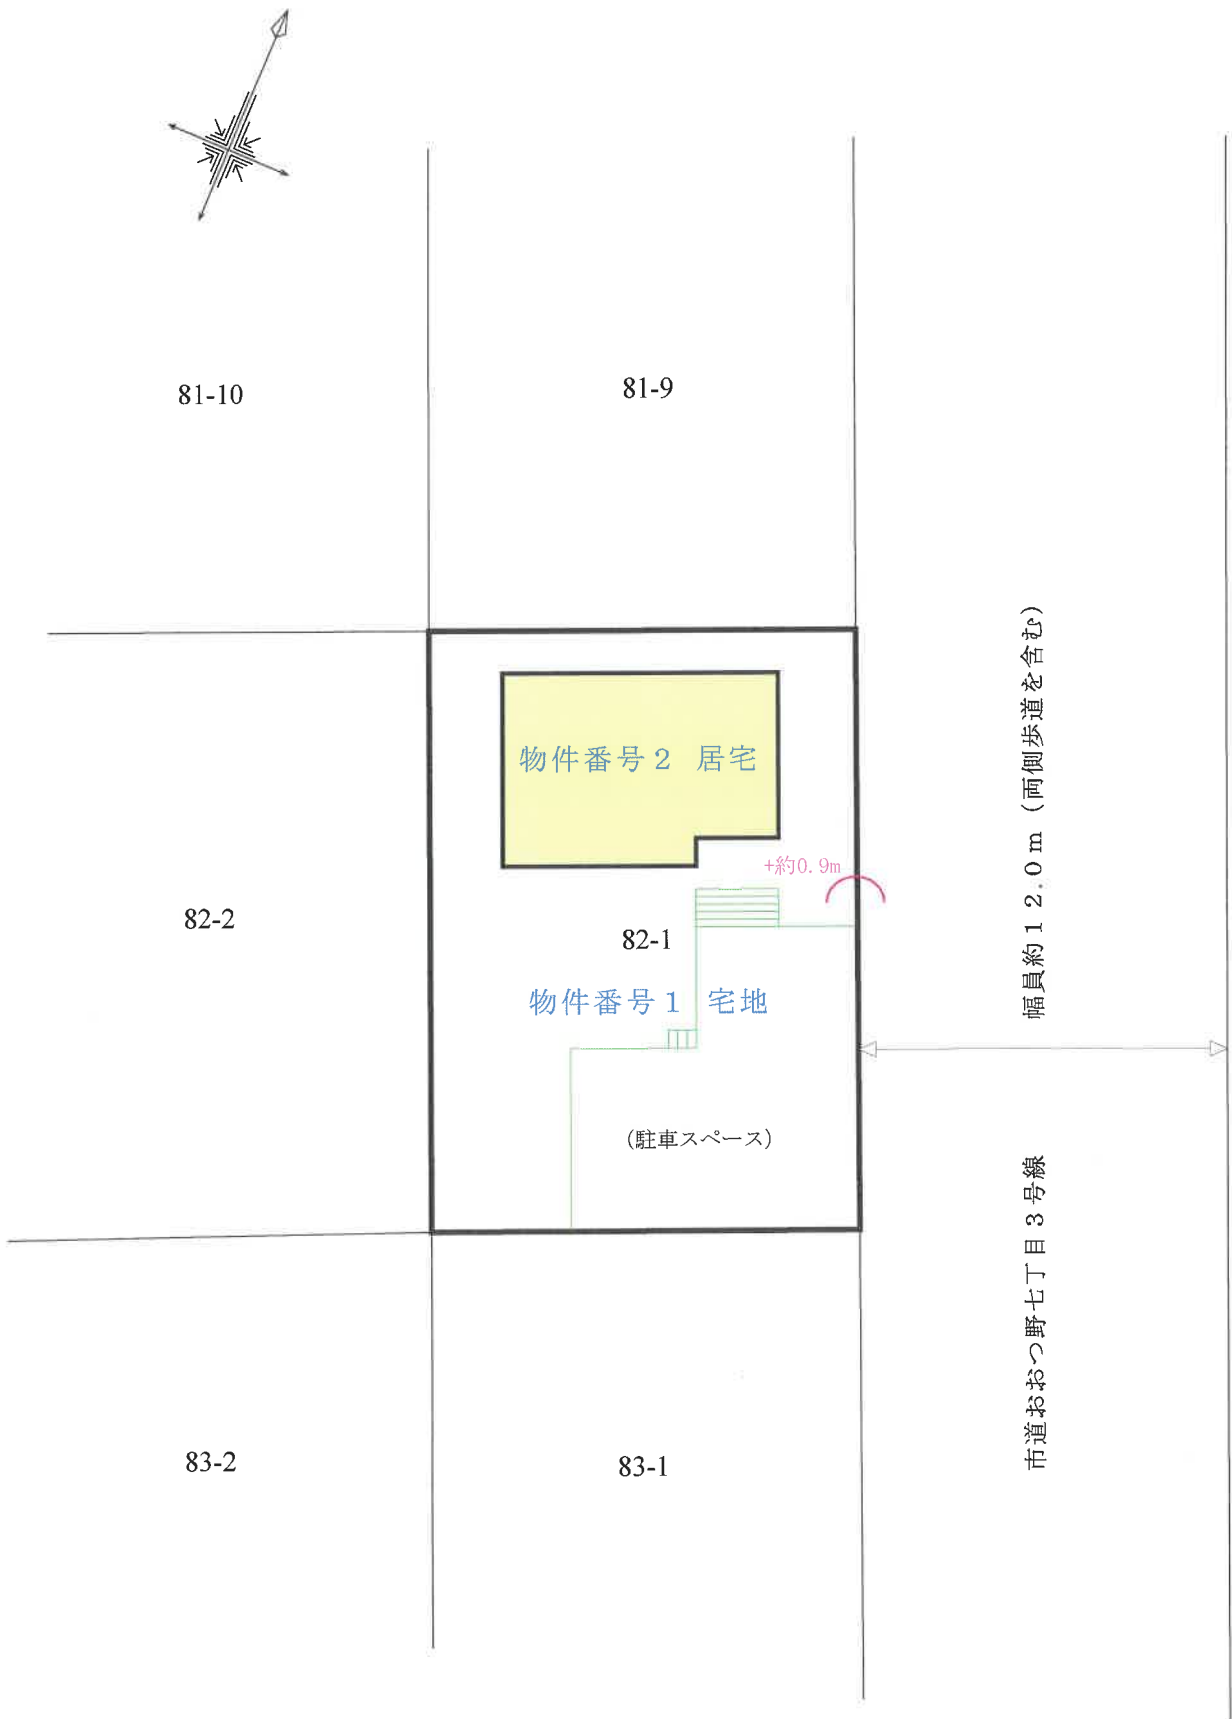 81-10
81-9
物件番号2 居宅
+約0.9m
82-2
82-1
物件番号1 宅地
(駐車スペース)
83-2
83-1
幅員約12.0m(両側歩道を含む)
市道おおつ野七丁目3号線